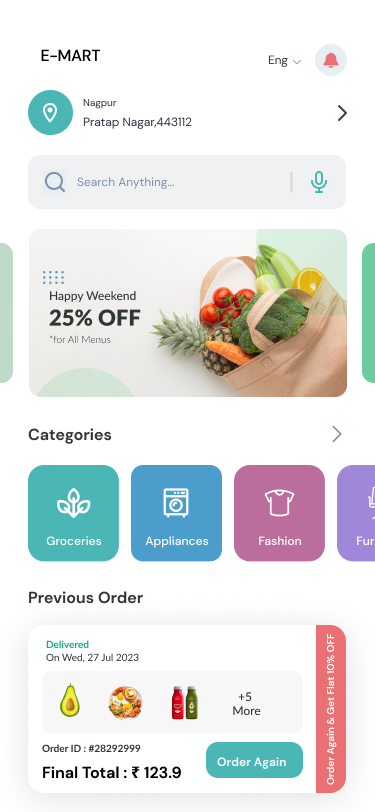 E-MART
Eng
Nagpur
Pratap Nagar,443112
Search Anything...
Happy Weekend
25% OFF
*for All Menus
Categories
Groceries
Appliances
Fashion
Fur
Previous Order
Delivered
On Wed, 27 Jul 2023
+5
More
Order ID : #28292999
Final Total : ₹ 123.9
Order Again
Order Again & Get Flat 10% OFF